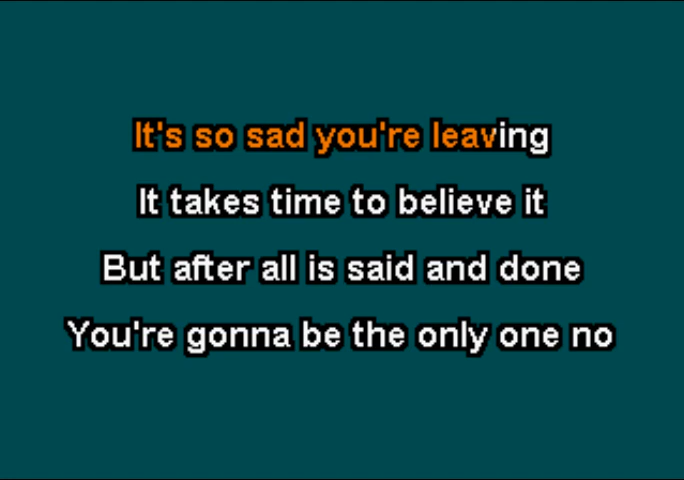 It's so sad you're leaving
It takes time to believe it
But after all is said and done
You're gonna be the only one no